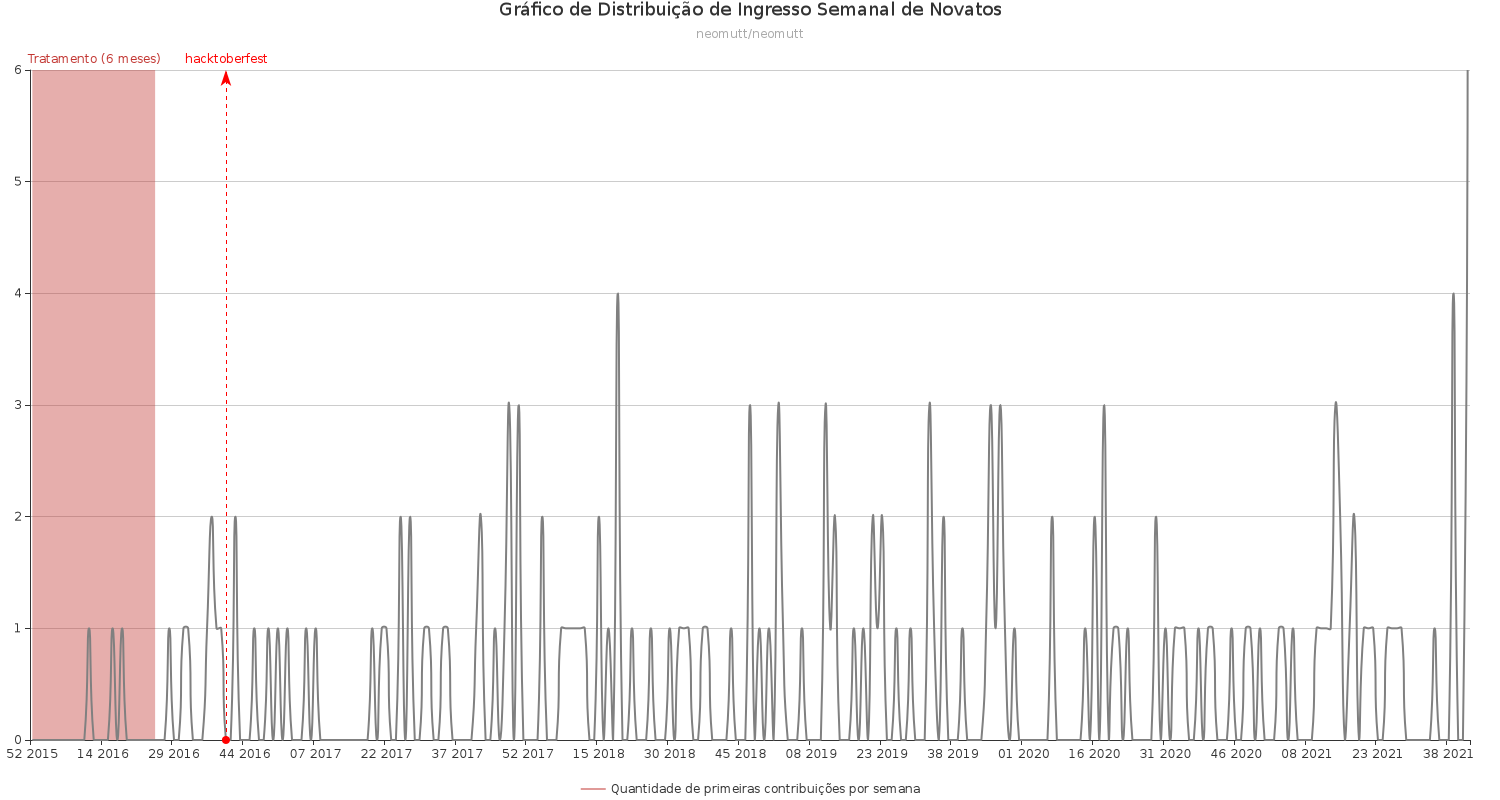 Gráfico de Distribuição de Ingresso Semanal de Novatos
neomutt/neomutt
Tratamento (6 meses) hacktoberfest
6
5
4
3
2
1
0
52 2015 14 2016 29 2016 44 2016 07 2017 22 2017 37 2017 52 2017 15 2018 30 2018 45 2018 08 2019 23 2019 38 2019 01 2020 16 2020 31 2020 46 2020 08 2021 23 2021 38 2021
Quantidade de primeiras contribuições por semana